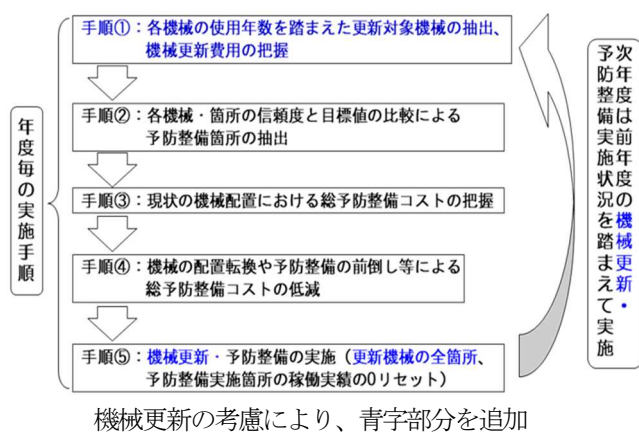 手順①：各機械の使用年数を踏まえた更新対象機械の抽出、
機械更新費用の把握
手順②：各機械・箇所の信頼度と目標値の比較による
予防整備箇所の抽出
手順③：現状の機械配置における総予防整備コストの把握
手順④：機械の配置転換や予防整備の前倒し等による
総予防整備コストの低減
手順⑤：機械更新・予防整備の実施（更新機械の全箇所、
予防整備実施箇所の稼働実績の0リセット）
年度毎の実施手順
次年度は前年度の機械更新・
予防整備実施状況を踏まえて実施
機械更新の考慮により、青字部分を追加